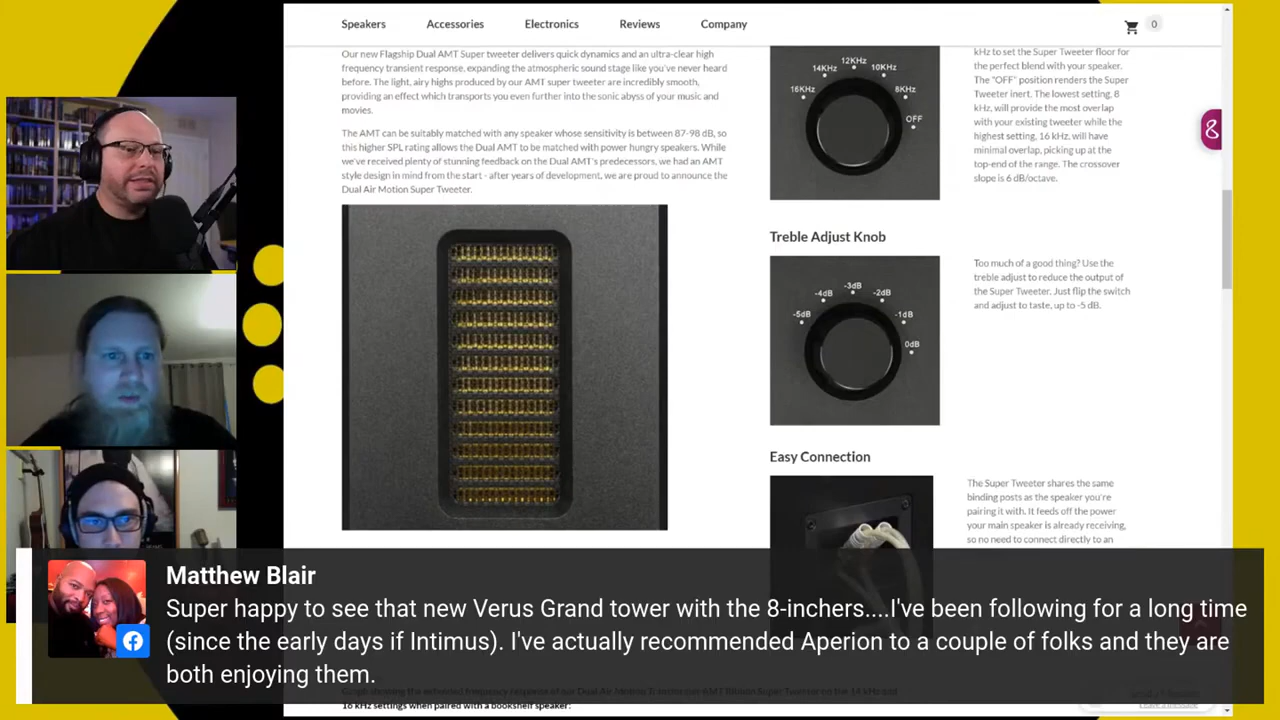 Speakers
Accessories
Electronics
Reviews
Company
0
Our new Flagship Dual AMT Super tweeter delivers quick dynamics and an ultra-clear high
frequency transient response, expanding the atmospheric sound stage like you've never heard
before. The light, airy highs produced by our AMT super tweeter are incredibly smooth,
providing an effect which transports you even further into the sonic abyss of your music and
movies.
The AMT can be suitably matched with any speaker whose sensitivity is between 87-98 dB, so
this higher SPL rating allows the Dual AMT to be matched with power hungry speakers. While
we've received plenty of stunning feedback on the Dual AMT's predecessors, we had an AMT
style design in mind from the start - after years of development, we are proud to announce the
Dual Air Motion Super Tweeter.
16KHz
14KHz
12KHz
10KHz
8KHz
OFF
kHz to set the Super Tweeter floor for
the perfect blend with your speaker.
The "OFF" position renders the Super
Tweeter inert. The lowest setting, 8
kHz, will provide the most overlap
with your existing tweeter while the
highest setting, 16 kHz, will have
minimal overlap, picking up at the
top-end of the range. The crossover
slope is 6 dB/octave.
Treble Adjust Knob
-5dB
-4dB
-3dB
-2dB
-1dB
0dB
Too much of a good thing? Use the
treble adjust to reduce the output of
the Super Tweeter. Just flip the switch
and adjust to taste, up to -5 dB.
Easy Connection
The Super Tweeter shares the same
binding posts as the speaker you're
pairing it with. It feeds off the power
your main speaker is already receiving,
so no need to connect directly to an
Matthew Blair
Super happy to see that new Verus Grand tower with the 8-inchers....I've been following for a long time
(since the early days if Intimus). I've actually recommended Aperion to a couple of folks and they are
both enjoying them.
16 kHz settings when paired with a bookshelf speaker:
Leave a message